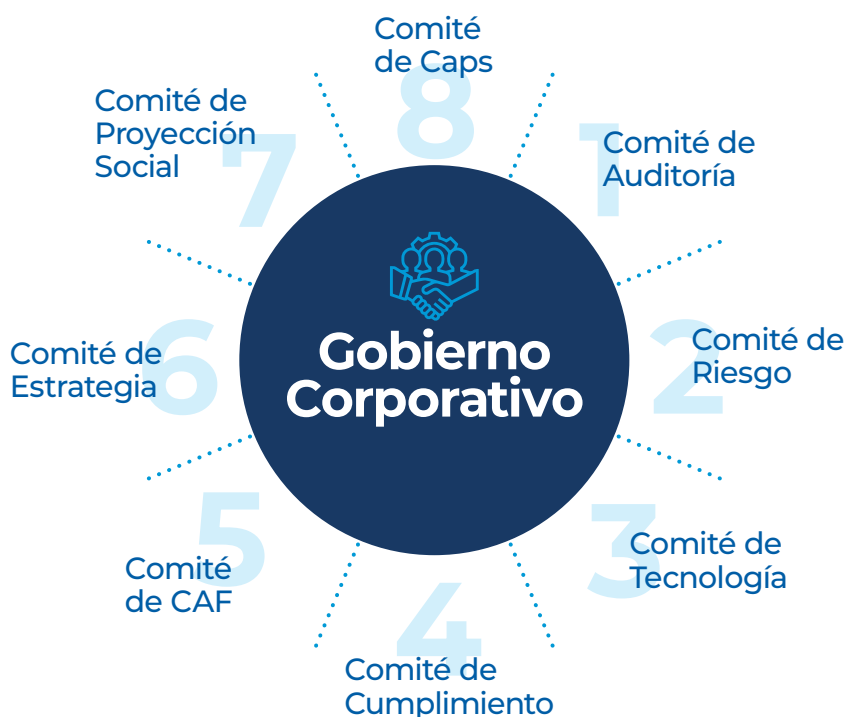 Gobierno
Corporativo
1
Comité de
Auditoría
2
Comité de
Riesgo
3
Comité de
Tecnología
4
Comité de
Cumplimiento
5
Comité
de CAF
6
Comité de
Estrategia
7
Comité de
Proyección
Social
8
Comité
de Caps